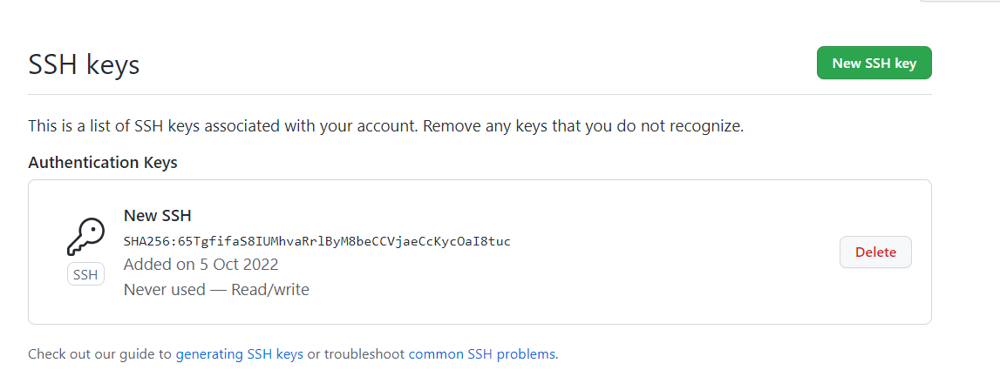 SSH keys
New SSH key
This is a list of SSH keys associated with your account. Remove any keys that you do not recognize.
Authentication Keys
New SSH
SHA256:65TgfifaS8IUMhvaRrlByM8beCCVjaeCcKycOaI8tuc
SSH
Added on 5 Oct 2022
Never used — Read/write
Delete
Check out our guide to generating SSH keys or troubleshoot common SSH problems.